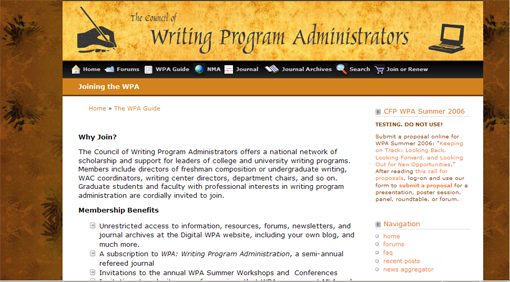 The Council of
Writing Program Administrators
Home Forums WPA Guide NMA Journal Journal Archives Search Join or Renew
Joining the WPA
Home » The WPA Guide
Why Join?
The Council of Writing Program Administrators offers a national network of
scholarship and support for leaders of college and university writing programs.
Members include directors of freshman composition or undergraduate writing,
WAC coordinators, writing center directors, department chairs, and so on.
Graduate students and faculty with professional interests in writing program
administration are cordially invited to join.
Membership Benefits
Unrestricted access to information, resources, forums, newsletters, and
journal archives at the Digital WPA website, including your own blog, and
much more.
A subscription to WPA: Writing Program Administration, a semi-annual
refereed journal
Invitations to the annual WPA Summer Workshops and Conferences
CFP WPA Summer 2006
TESTING. DO NOT USE!
Submit a proposal online for
WPA Summer 2006: "Keeping
on Track: Looking Back,
Looking Forward, and Looking
Out for New Opportunities."
After reading this call for
proposals, log-on and use our
form to submit a proposal for a
presentation, poster session,
panel, roundtable, or forum.
Navigation
home
forums
faq
recent posts
news aggregator